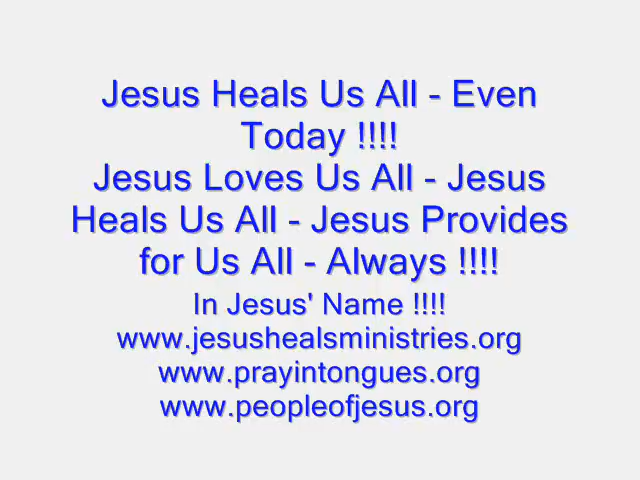 Jesus Heals Us All - Even
Today !!!!
Jesus Loves Us All - Jesus
Heals Us All - Jesus Provides
for Us All - Always !!!!
In Jesus' Name !!!!
www.jesushealsministries.org
www.prayintongues.org
www.peopleofjesus.org